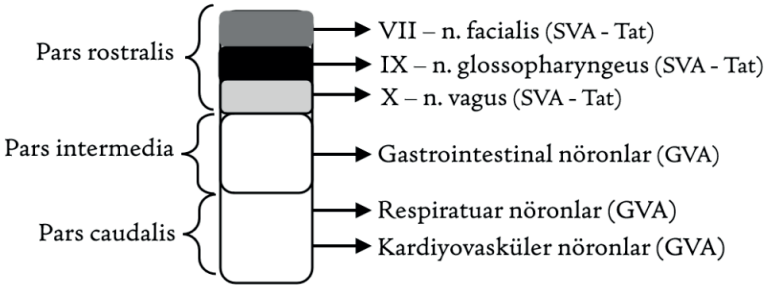 Pars rostralis
VII – n. facialis (SVA - Tat)
IX – n. glossopharyngeus (SVA - Tat)
X – n. vagus (SVA - Tat)
Pars intermedia
Gastrointestinal nöronlar (GVA)
Pars caudalis
Respiratuar nöronlar (GVA)
Kardiyovasküler nöronlar (GVA)